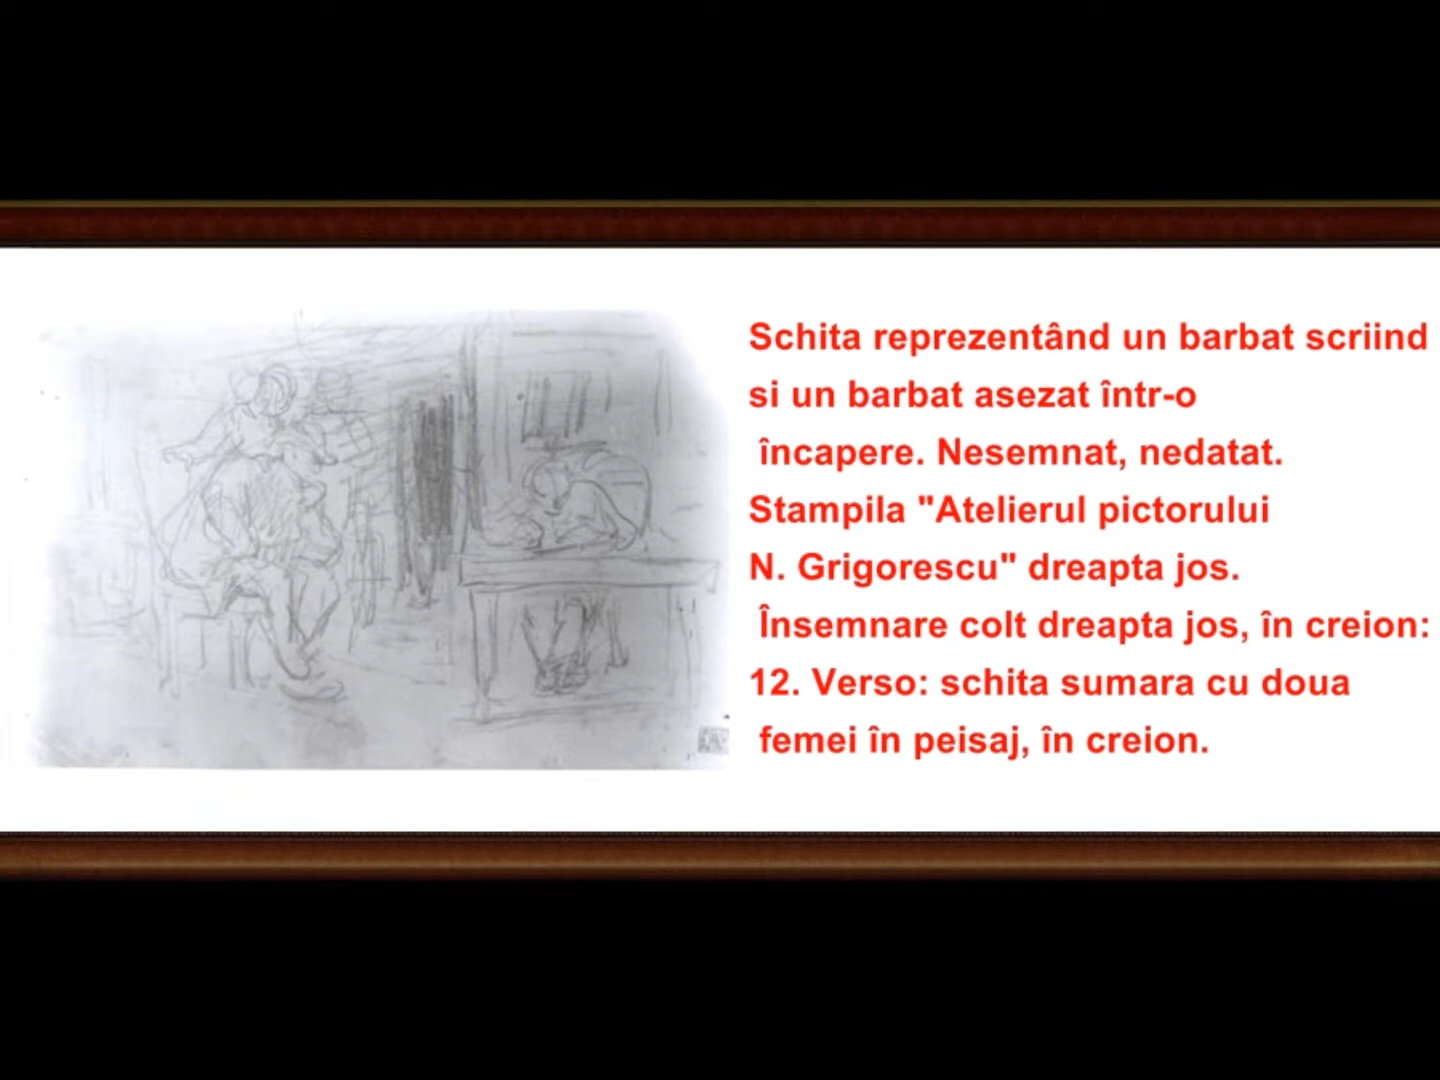 Schita reprezentând un barbat scriind
si un barbat asezat într-o
încapere. Nesemnat, nedatat.
Stampila "Atelierul pictorului
N. Grigorescu" dreapta jos.
Însemnare colt dreapta jos, în creion:
12. Verso: schita sumara cu doua
femei în peisaj, în creion.